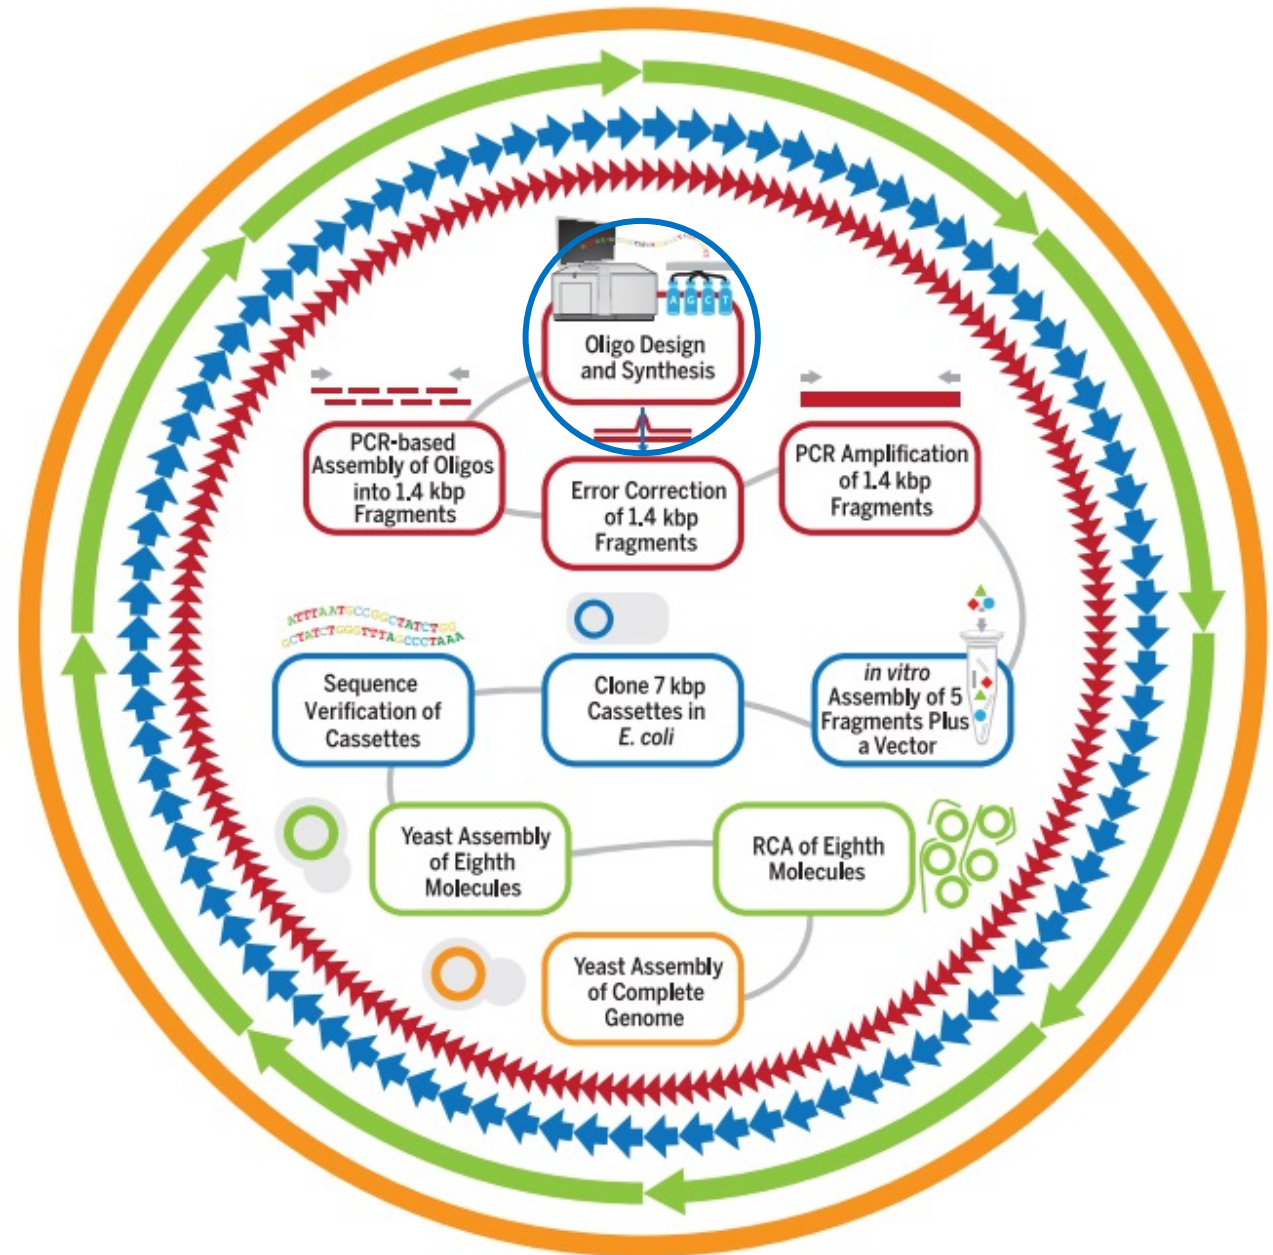 A G C T
Oligo Design
and Synthesis
PCR-based
Assembly of Oligos
into 1.4 kbp
Fragments
Error Correction
of 1.4 kbp
Fragments
PCR Amplification
of 1.4 kbp
Fragments
ATTTAATGCCGGCTATCTGG
GCTATCTGGGTTTAGCCCTAAA
Sequence
Verification of
Cassettes
Clone 7 kbp
Cassettes in
E. coli
in vitro
Assembly of 5
Fragments Plus
a Vector
Yeast Assembly
of Eighth
Molecules
RCA of Eighth
Molecules
Yeast Assembly
of Complete
Genome